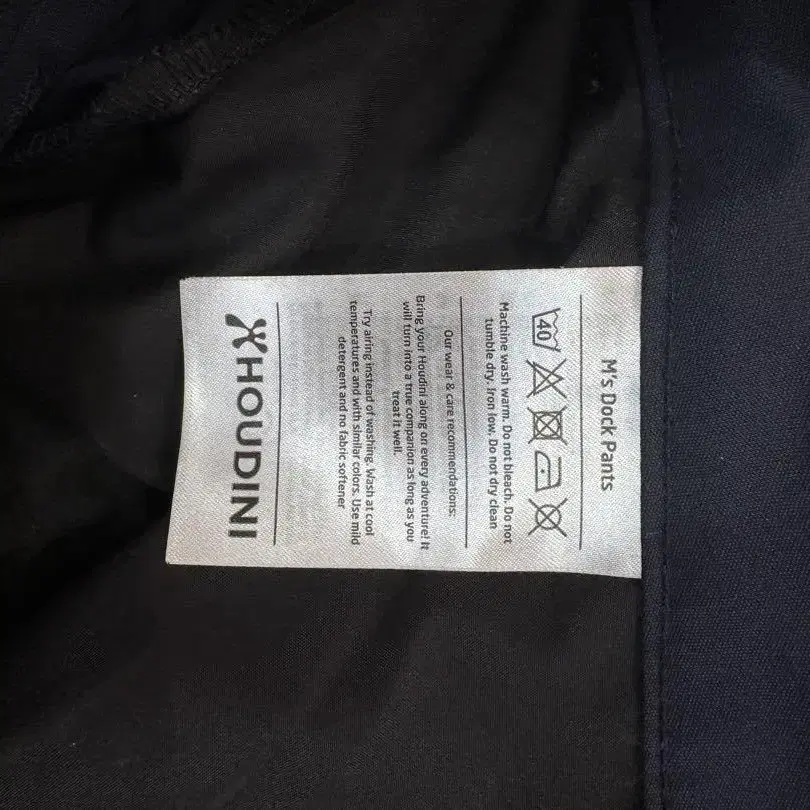 M's Dock Pants
40
Machine wash warm. Do not bleach. Do not
tumble dry. Iron low. Do not dry clean
Our wear & care recommendations:
Bring your Houdini along on every adventure! It
will turn into a true companion as long as you
treat it well.
Try airing instead of washing. Wash at cool
temperatures and with similar colors. Use mild
detergent and no fabric softener
HOUDINI